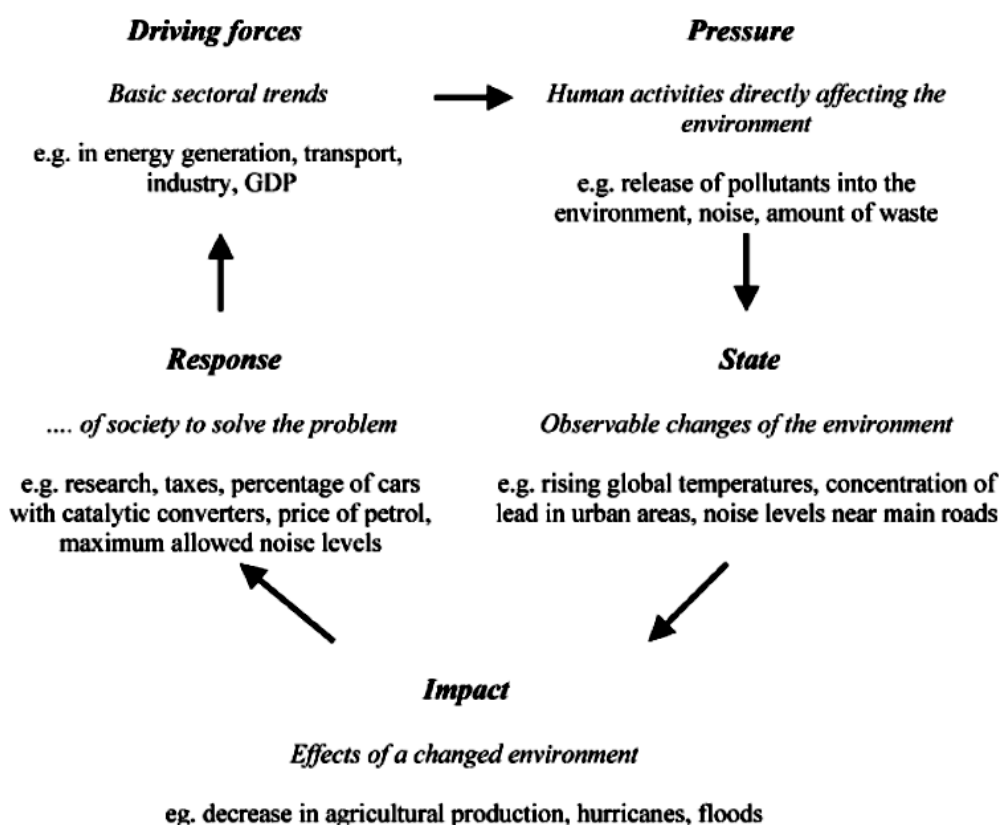 Driving forces
Basic sectoral trends
e.g. in energy generation, transport,
industry, GDP
Pressure
Human activities directly affecting the
environment
e.g. release of pollutants into the
environment, noise, amount of waste
State
Observable changes of the environment
e.g. rising global temperatures, concentration of
lead in urban areas, noise levels near main roads
Impact
Effects of a changed environment
eg. decrease in agricultural production, hurricanes, floods
Response
.... of society to solve the problem
e.g. research, taxes, percentage of cars
with catalytic converters, price of petrol,
maximum allowed noise levels